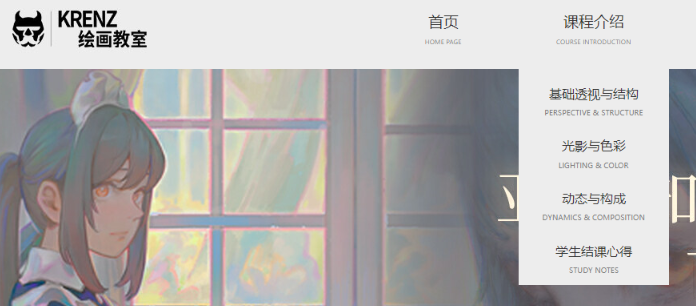 KRENZ
绘画教室
首页
HOME PAGE
课程介绍
COURSE INTRODUCTION
基础透视与结构
PERSPECTIVE & STRUCTURE
光影与色彩
LIGHTING & COLOR
动态与构成
DYNAMICS & COMPOSITION
学生结课心得
STUDY NOTES